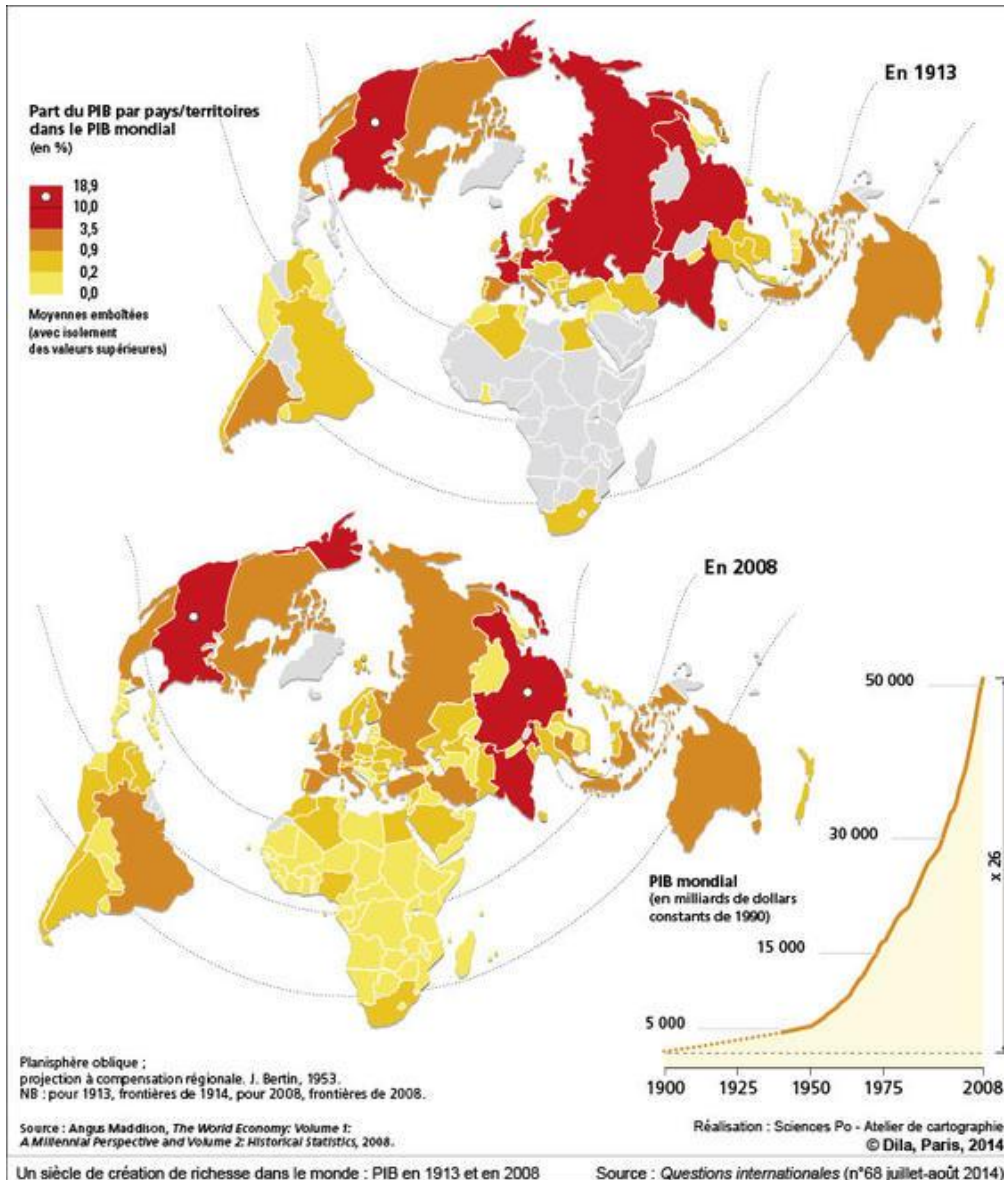 En 1913
Part du PIB par pays/territoires
dans le PIB mondial
(en %)
18,9
10,0
3,5
0,9
0,2
0,0
Moyennes emboîtées
(avec isolement
des valeurs supérieures)
En 2008
50 000
30 000
x 26
PIB mondial
(en milliards de dollars
constants de 1990)
15 000
5 000
1900 1925 1950 1975 2008
Planisphère oblique ;
projection à compensation régionale. J. Bertin, 1953.
NB : pour 1913, frontières de 1914, pour 2008, frontières de 2008.
Source : Angus Maddison, The World Economy: Volume 1:
A Millennial Perspective and Volume 2: Historical Statistics, 2008.
Réalisation : Sciences Po - Atelier de cartographie
© Dila, Paris, 2014
Un siècle de création de richesse dans le monde : PIB en 1913 et en 2008 Source : Questions internationales (n°68 juillet-août 2014)